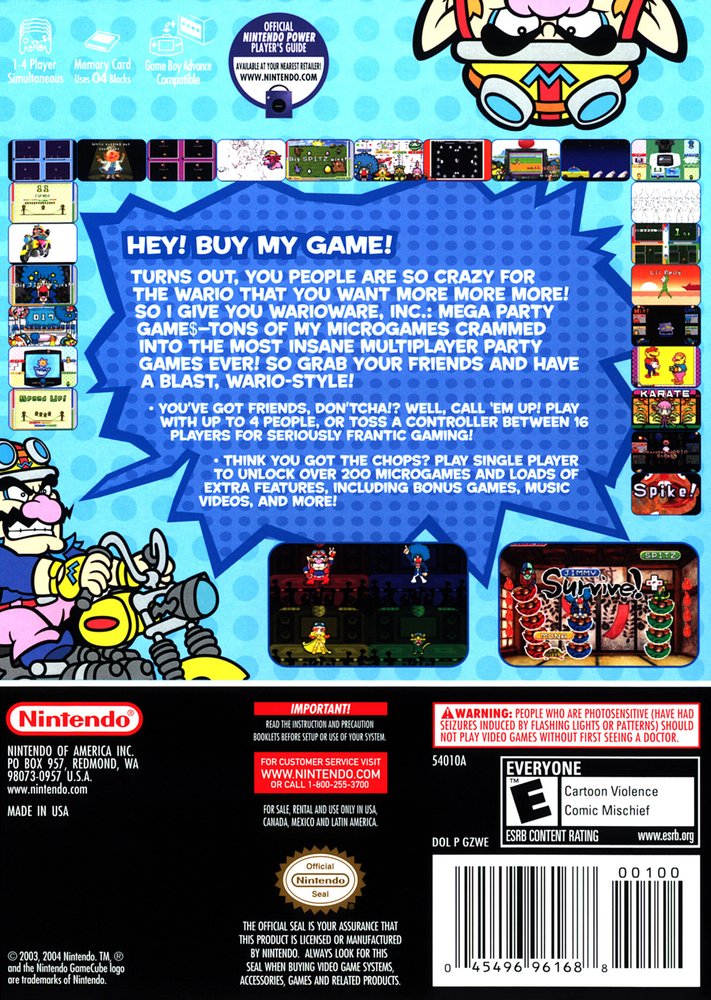 1-4 Player
Simultaneous
Memory Card
Uses 04 Blocks
Game Boy Advance
Compatible
OFFICIAL
NINTENDO POWER
PLAYER'S GUIDE
AVAILABLE AT YOUR NEAREST RETAILER!
WWW.NINTENDO.COM
Big SPITZ wins!
Lil Emily
KARATE
Spike!
Speed Up!
HEY! BUY MY GAME!
TURNS OUT, YOU PEOPLE ARE SO CRAZY FOR
THE WARIO THAT YOU WANT MORE MORE MORE!
SO I GIVE YOU WARIOWARE, INC.: MEGA PARTY
GAME$–TONS OF MY MICROGAMES CRAMMED
INTO THE MOST INSANE MULTIPLAYER PARTY
GAMES EVER! SO GRAB YOUR FRIENDS AND HAVE
A BLAST, WARIO-STYLE!
• YOU'VE GOT FRIENDS, DON'TCHA!? WELL, CALL 'EM UP! PLAY
WITH UP TO 4 PEOPLE, OR TOSS A CONTROLLER BETWEEN 16
PLAYERS FOR SERIOUSLY FRANTIC GAMING!
• THINK YOU GOT THE CHOPS? PLAY SINGLE PLAYER
TO UNLOCK OVER 200 MICROGAMES AND LOADS OF
EXTRA FEATURES, INCLUDING BONUS GAMES, MUSIC
VIDEOS, AND MORE!
SPITZ
JIMMY
Survive!
MONA
Nintendo®
NINTENDO OF AMERICA INC.
PO BOX 957, REDMOND, WA
98073-0957 U.S.A.
www.nintendo.com
MADE IN USA
© 2003, 2004 Nintendo. TM, ®
and the Nintendo GameCube logo
are trademarks of Nintendo.
IMPORTANT!
READ THE INSTRUCTION AND PRECAUTION
BOOKLETS BEFORE SETUP OR USE OF YOUR SYSTEM.
FOR CUSTOMER SERVICE VISIT
WWW.NINTENDO.COM
OR CALL 1-800-255-3700
FOR SALE, RENTAL AND USE ONLY IN USA,
CANADA, MEXICO AND LATIN AMERICA.
Official
Nintendo
Seal
THE OFFICIAL SEAL IS YOUR ASSURANCE THAT
THIS PRODUCT IS LICENSED OR MANUFACTURED
BY NINTENDO. ALWAYS LOOK FOR THIS
SEAL WHEN BUYING VIDEO GAME SYSTEMS,
ACCESSORIES, GAMES AND RELATED PRODUCTS.
WARNING: PEOPLE WHO ARE PHOTOSENSITIVE (HAVE HAD
SEIZURES INDUCED BY FLASHING LIGHTS OR PATTERNS) SHOULD
NOT PLAY VIDEO GAMES WITHOUT FIRST SEEING A DOCTOR.
54010A
EVERYONE
E
Cartoon Violence
Comic Mischief
ESRB CONTENT RATING www.esrb.org
DOL P GZWE
00100
0 45496 96168 8